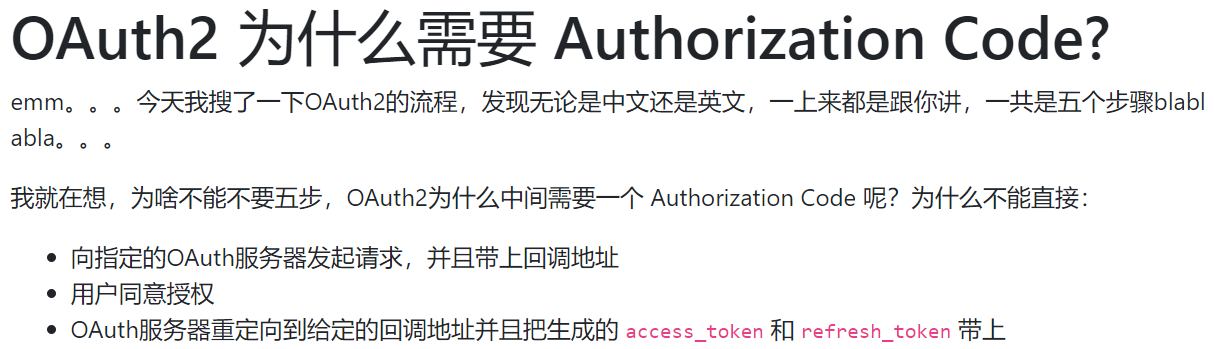 OAuth2 为什么需要 Authorization Code?
emm。。。今天我搜了一下OAuth2的流程，发现无论是中文还是英文，一上来都是跟你讲，一共是五个步骤blabl
abla。。。
我就在想，为啥不能不要五步，OAuth2为什么中间需要一个 Authorization Code 呢？为什么不能直接：
• 向指定的OAuth服务器发起请求，并且带上回调地址
• 用户同意授权
• OAuth服务器重定向到给定的回调地址并且把生成的 access_token 和 refresh_token 带上